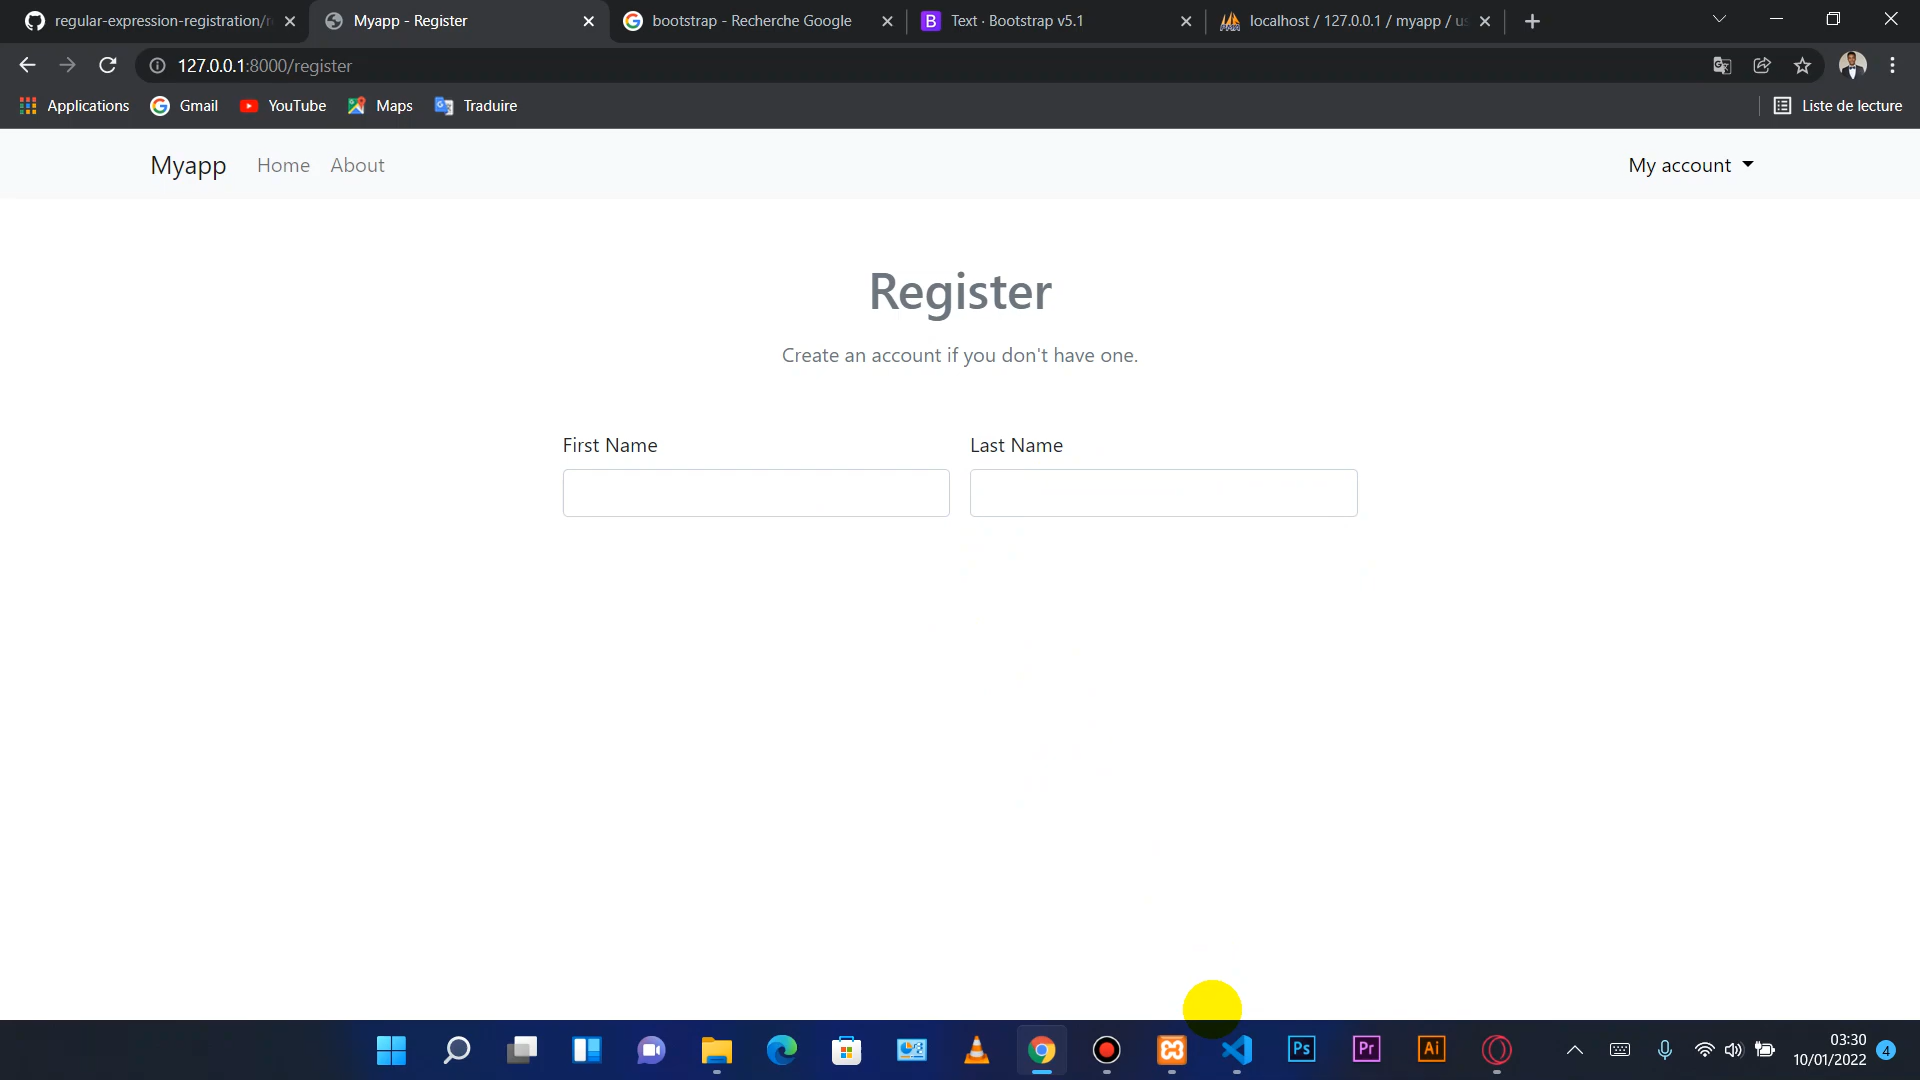 regular-expression-registration/r
Myapp - Register
bootstrap - Recherche Google
Text · Bootstrap v5.1
localhost / 127.0.0.1 / myapp / us
127.0.0.1:8000/register
Applications
Gmail
YouTube
Maps
Traduire
Liste de lecture
Myapp
Home
About
My account
Register
Create an account if you don't have one.
First Name
Last Name
Ps
Pr
Ai
03:30
10/01/2022
4